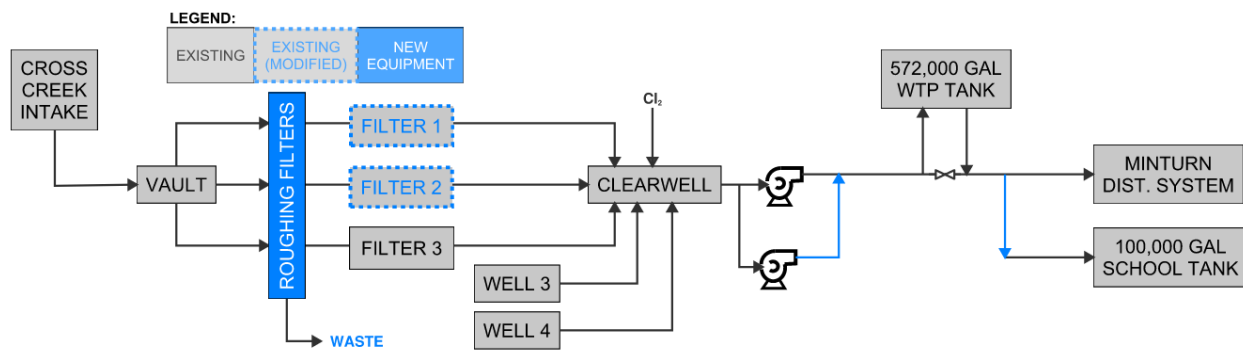 LEGEND:
EXISTING
EXISTING
(MODIFIED)
NEW
EQUIPMENT
CROSS
CREEK
INTAKE
VAULT
ROUGHING FILTERS
WASTE
FILTER 1
FILTER 2
FILTER 3
WELL 3
WELL 4
Cl₂
CLEARWELL
572,000 GAL
WTP TANK
MINTURN
DIST. SYSTEM
100,000 GAL
SCHOOL TANK